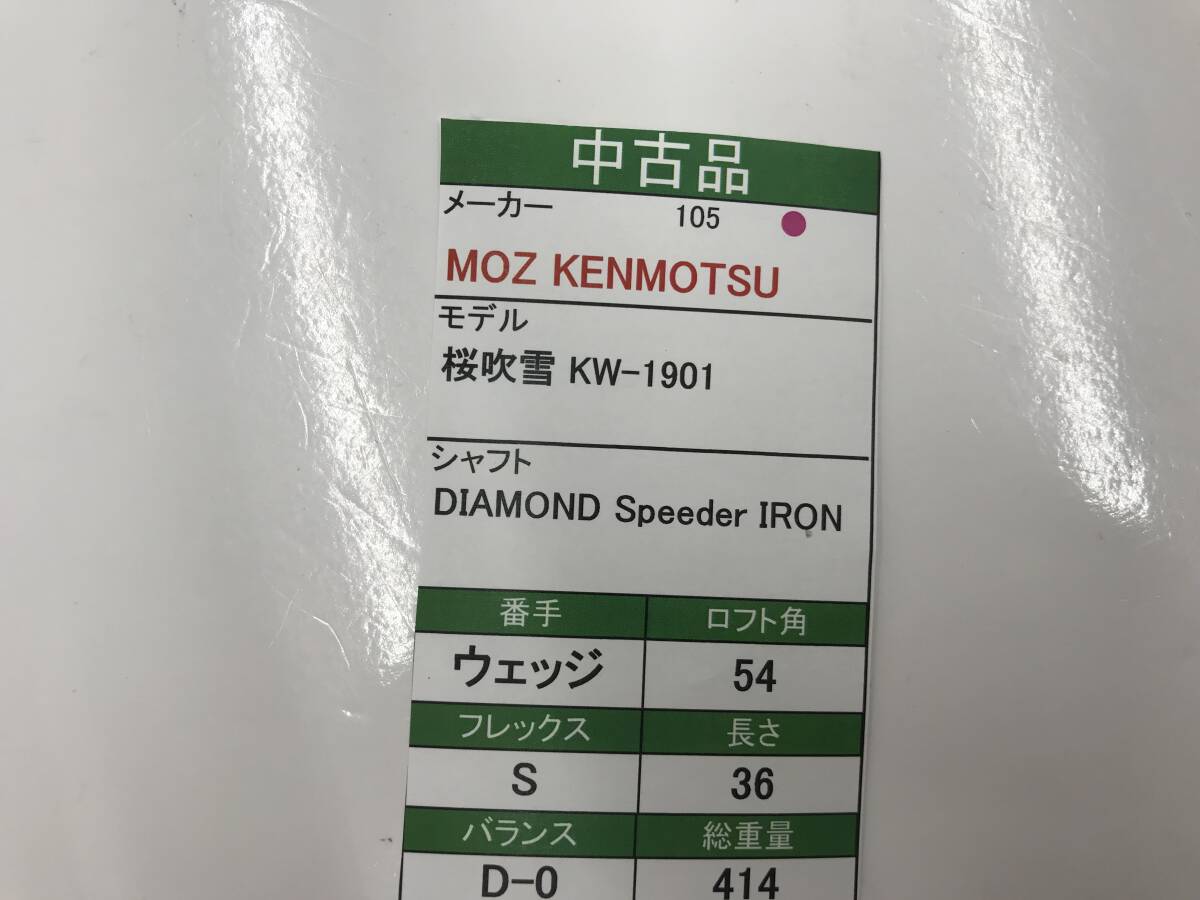 中古品
メーカー 105
MOZ KENMOTSU
モデル
桜吹雪 KW-1901
シャフト
DIAMOND Speeder IRON
番手 ロフト角
ウェッジ 54
フレックス 長さ
S 36
バランス 総重量
D-0 414